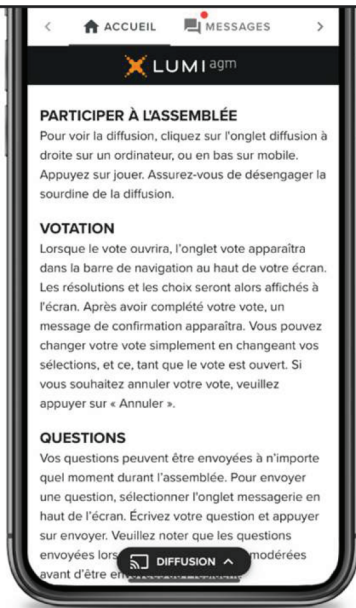 ACCUEIL MESSAGES
LUMI agm
PARTICIPER À L'ASSEMBLÉE
Pour voir la diffusion, cliquez sur l'onglet diffusion à
droite sur un ordinateur, ou en bas sur mobile.
Appuyez sur jouer. Assurez-vous de désengager la
sourdine de la diffusion.
VOTATION
Lorsque le vote ouvrira, l'onglet vote apparaîtra
dans la barre de navigation au haut de votre écran.
Les résolutions et les choix seront alors affichés à
l'écran. Après avoir complété votre vote, un
message de confirmation apparaîtra. Vous pouvez
changer votre vote simplement en changeant vos
sélections, et ce, tant que le vote est ouvert. Si
vous souhaitez annuler votre vote, veuillez
appuyer sur « Annuler ».
QUESTIONS
Vos questions peuvent être envoyées à n'importe
quel moment durant l'assemblée. Pour envoyer
une question, sélectionner l'onglet messagerie en
haut de l'écran. Écrivez votre question et appuyer
sur envoyer. Veuillez noter que les questions
envoyées modérées
DIFFUSION
avant d'être